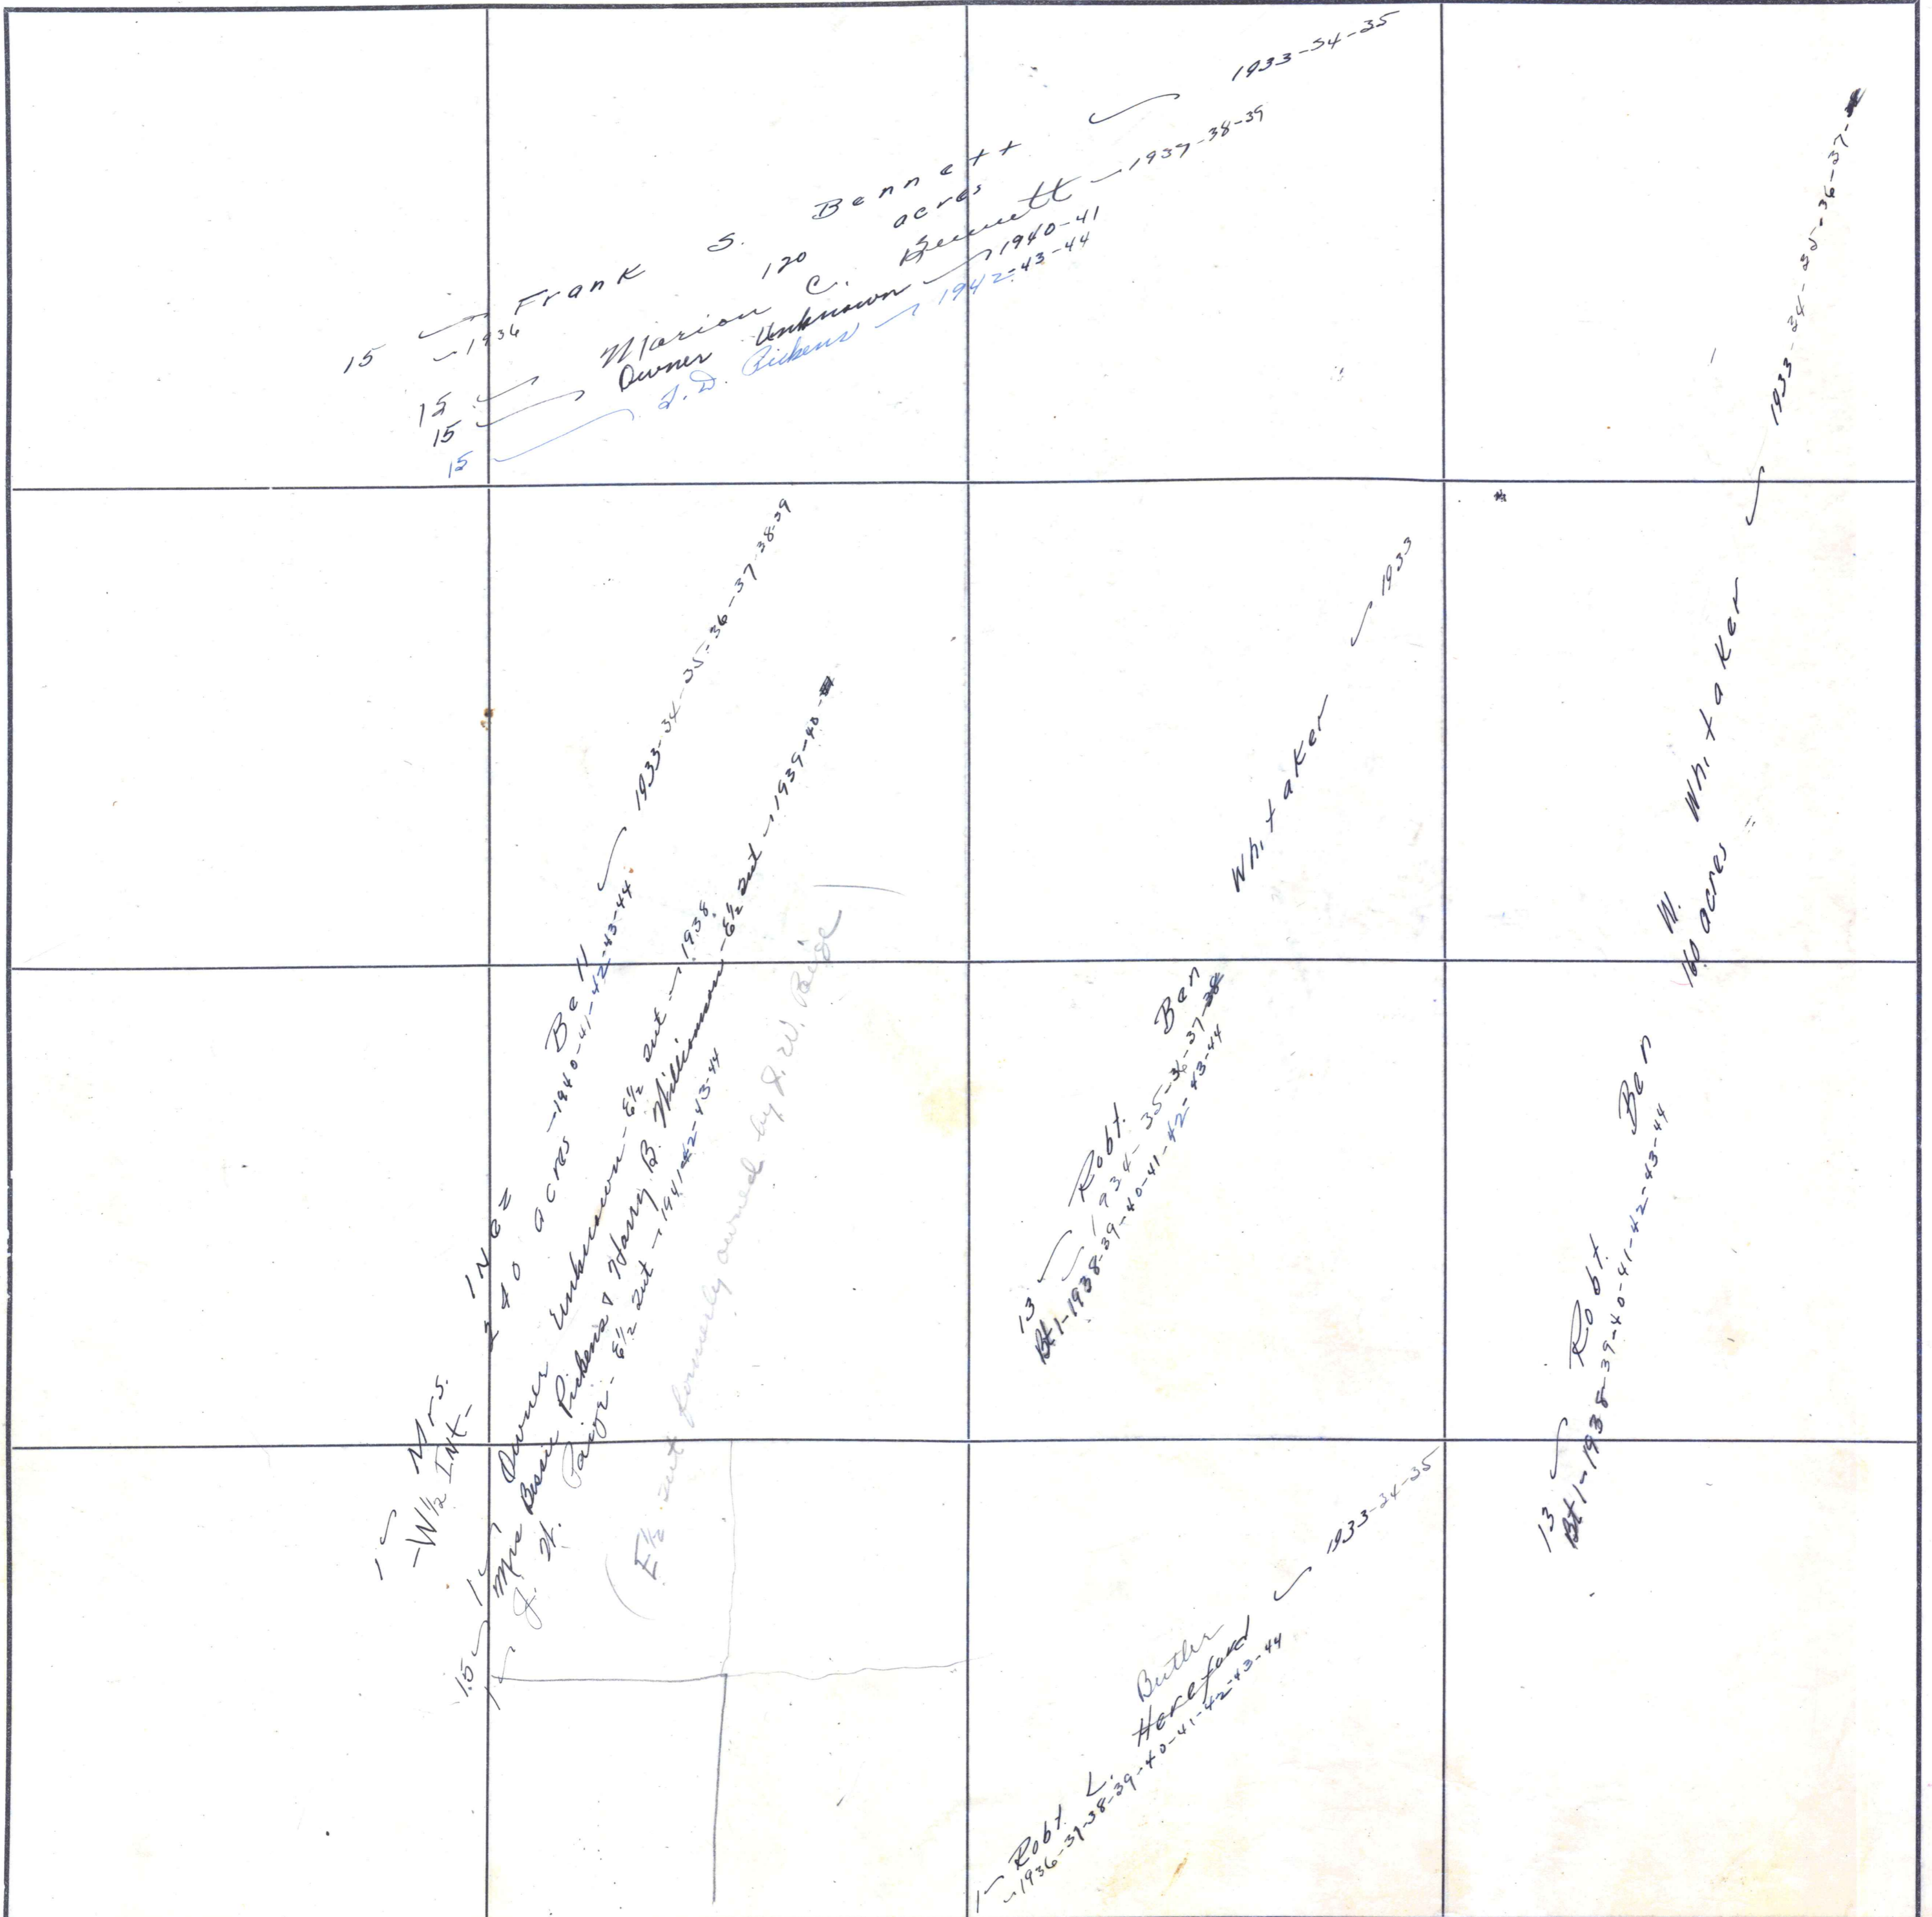 15 Frank S. Bennett 1933-34-35
-1936
120 acres
15 Marion C. Bennett 1937-38-39
15 Owner Unknown 1940-41
15 Pickens 1942-43-44
1 Mrs. INez Bell 1933-34-35-36-37-38-39
-W½ INt- 240 acres -1940-41-42-43-44
1 Owner Unknown - E½ Int - 1938
15 Mrs Bessie Pickens & Harry B. Williamson - E½ Int - 1939-40-
1 J. W. Paige - E½ Int - 1941-42-43-44
(E½ int formerly owned by J. W. Paige)
13 Robt. Ben Whitaker 1933
1934-35-36-37-38
Bt1-1938-39-40-41-42-43-44
13 Robt. Ben W. Whitaker 1933-34-35-36-37-
160 acres
Bt1-1938-39-40-41-42-43-44
Butler
1 Robt. L. Hereford 1933-34-35
-1936-37-38-39-40-41-42-43-44